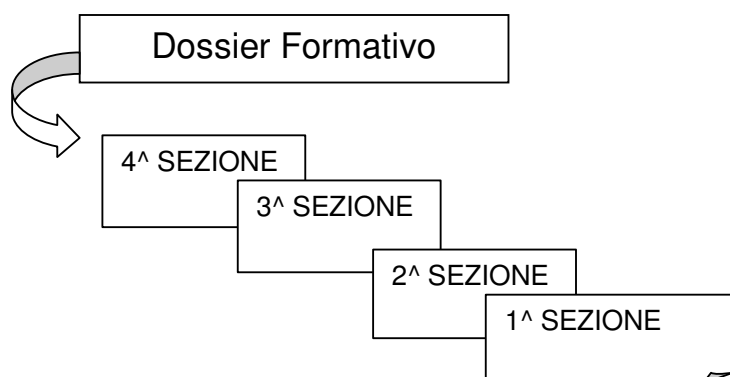 Dossier Formativo
4^ SEZIONE
3^ SEZIONE
2^ SEZIONE
1^ SEZIONE